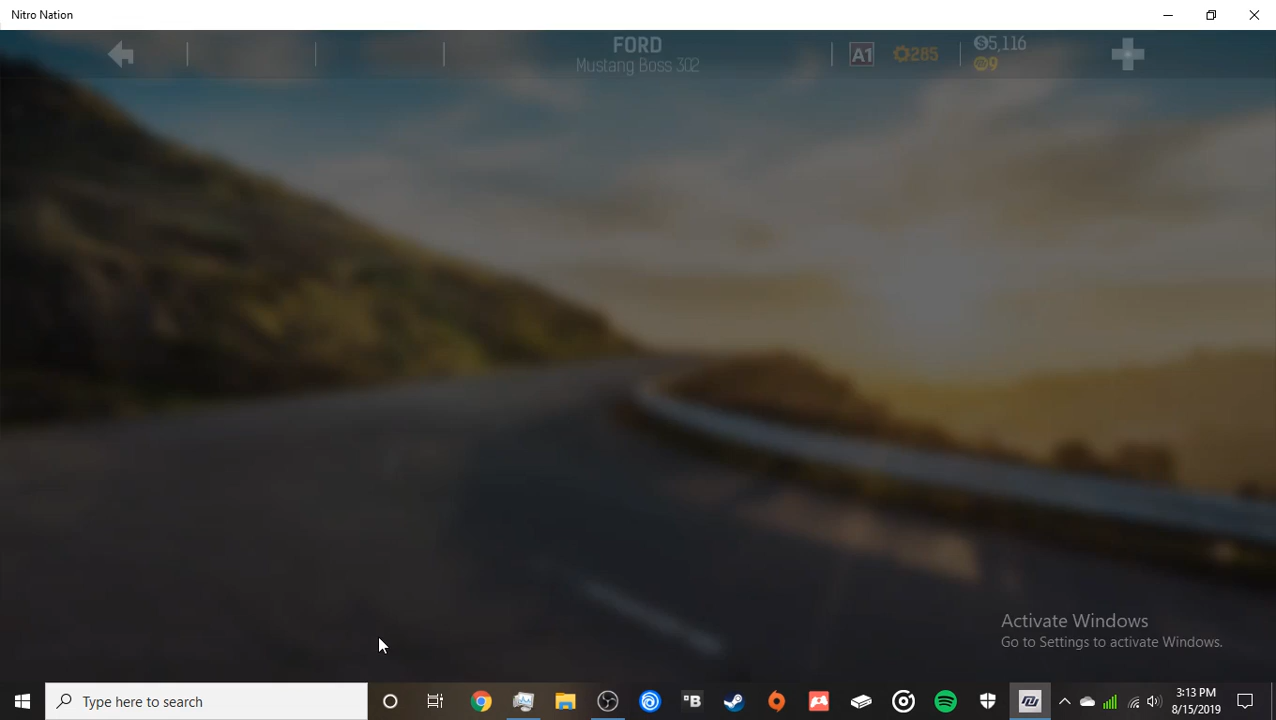 Nitro Nation
FORD
Mustang Boss 302
A1
285
5,116
9
Activate Windows
Go to Settings to activate Windows.
Type here to search
B
3:13 PM
8/15/2019